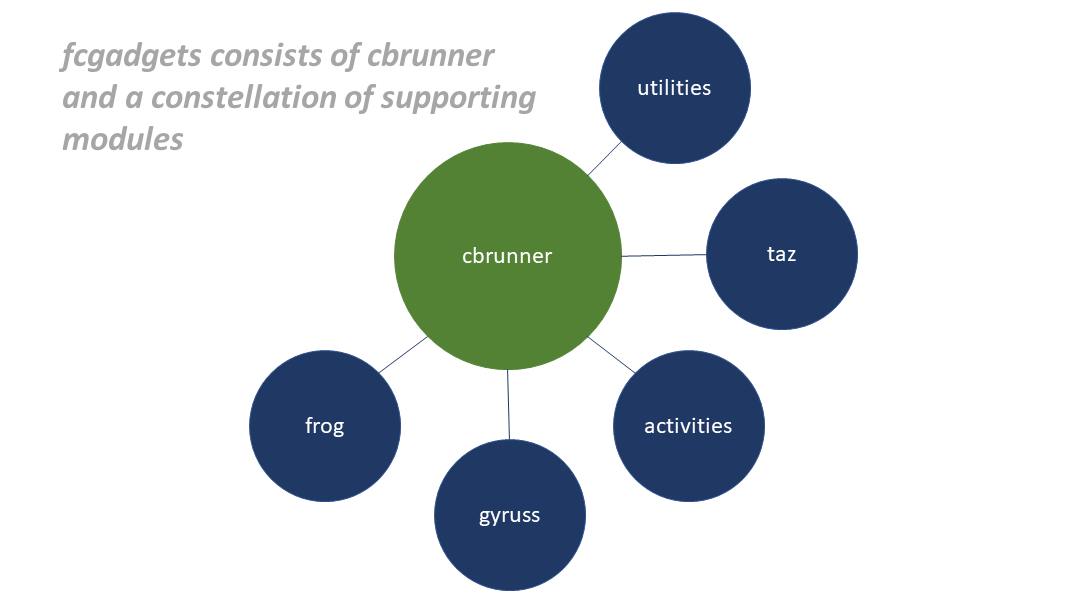 fcgadgets consists of cbrunner
and a constellation of supporting
modules
utilities
cbrunner
taz
frog
activities
gyruss